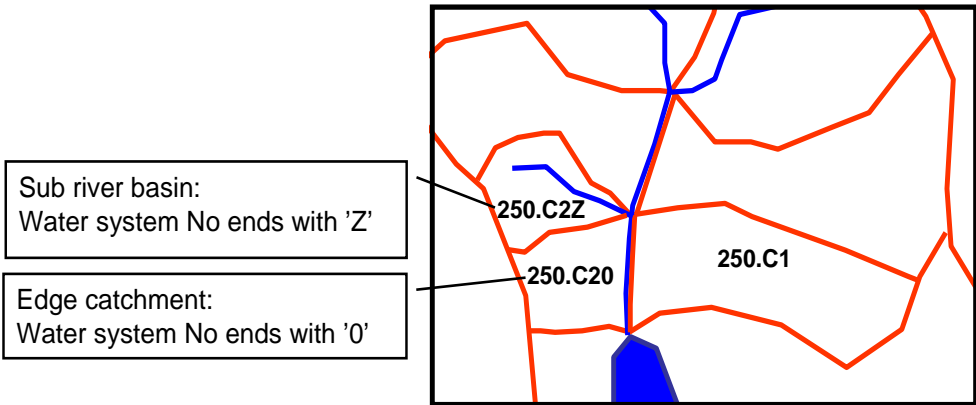 Sub river basin:
Water system No ends with ’Z’
Edge catchment:
Water system No ends with ’0’
250.C2Z
250.C20
250.C1